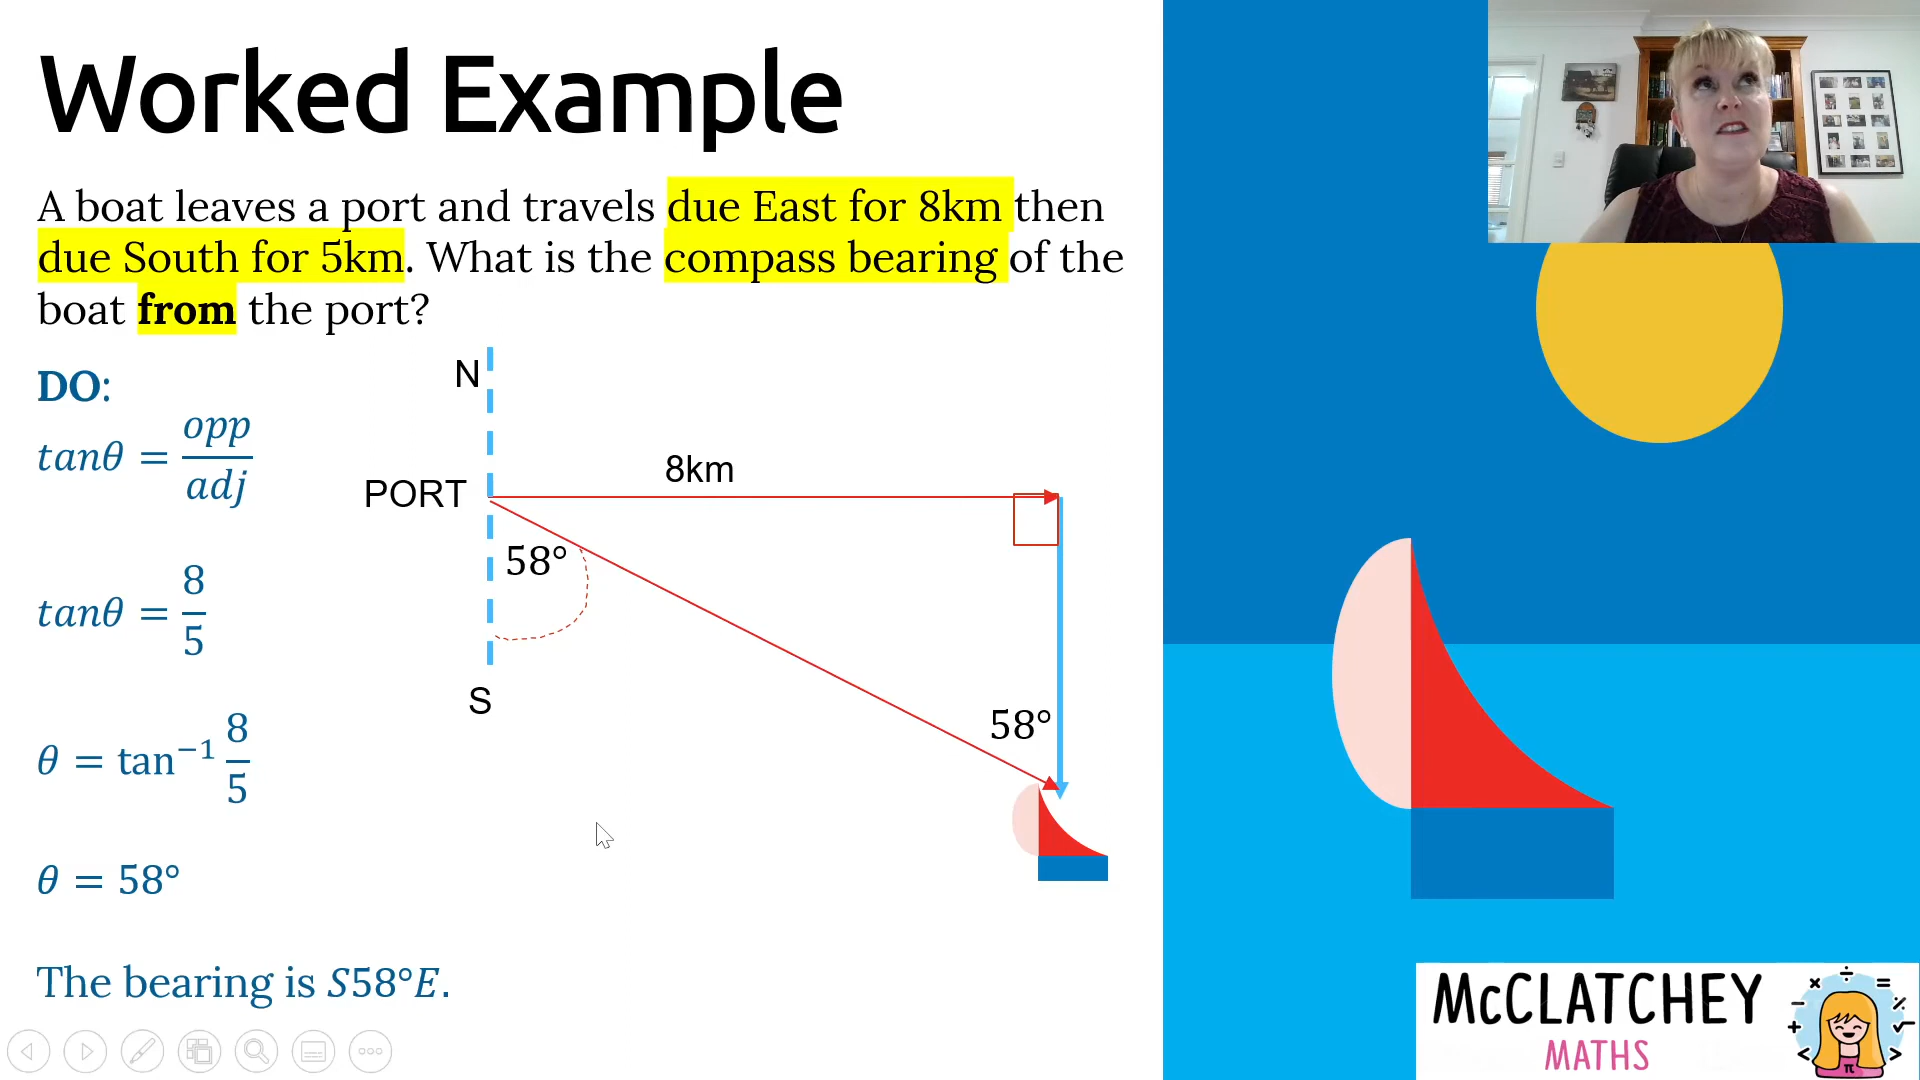 Worked Example
A boat leaves a port and travels due East for 8km then
due South for 5km. What is the compass bearing of the
boat from the port?
DO:
tanθ = opp/adj
tanθ = 8/5
θ = tan⁻¹ 8/5
θ = 58°
The bearing is S58°E.
N
8km
PORT
58°
S
58°
McCLATCHEY
MATHS
× ÷ =
− %
+ √
< >
π